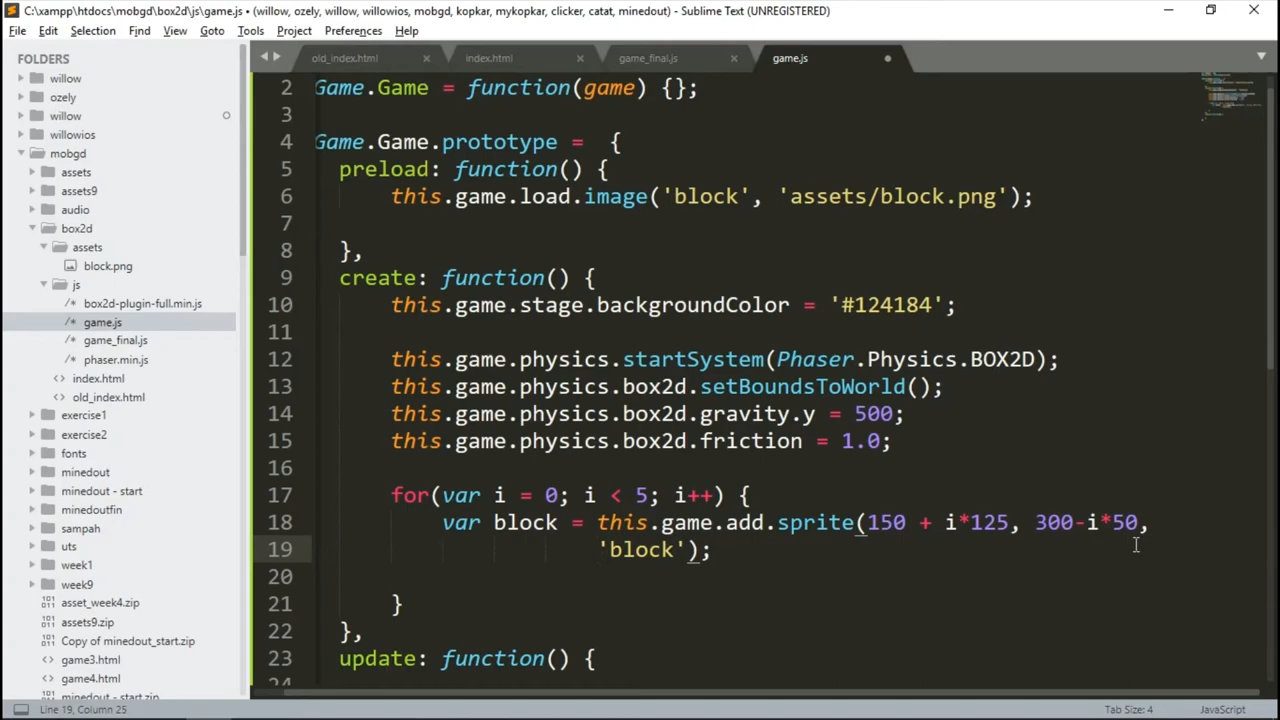 C:\xampp\htdocs\mobgd\box2d\js\game.js • (willow, ozely, willow, willowios, mobgd, kopkar, mykopkar, clicker, catat, minedout) - Sublime Text (UNREGISTERED)
File Edit Selection Find View Goto Tools Project Preferences Help
FOLDERS
willow
ozely
willow
willowios
mobgd
assets
assets9
audio
box2d
assets
block.png
js
/* box2d-plugin-full.min.js
/* game.js
/* game_final.js
/* phaser.min.js
<> index.html
<> old_index.html
exercise1
exercise2
fonts
minedout
minedout - start
minedoutfin
sampah
uts
week1
week9
asset_week4.zip
assets9.zip
Copy of minedout_start.zip
<> game3.html
<> game4.html
minedout - start.zip
old_index.html index.html game_final.js game.js
2 Game.Game = function(game) {};
3
4 Game.Game.prototype =  {
5 preload: function() {
6 this.game.load.image('block', 'assets/block.png');
7
8 },
9 create: function() {
10 this.game.stage.backgroundColor = '#124184';
11
12 this.game.physics.startSystem(Phaser.Physics.BOX2D);
13 this.game.physics.box2d.setBoundsToWorld();
14 this.game.physics.box2d.gravity.y = 500;
15 this.game.physics.box2d.friction = 1.0;
16
17 for(var i = 0; i < 5; i++) {
18 var block = this.game.add.sprite(150 + i*125, 300-i*50,
19 'block');
20
21 }
22 },
23 update: function() {
24
Line 19, Column 25 Tab Size: 4 JavaScript